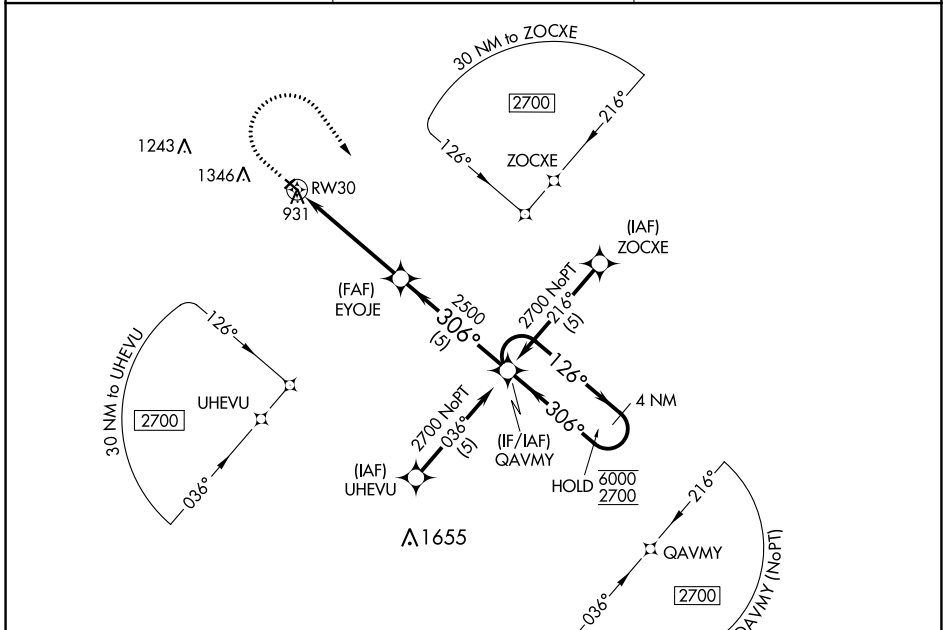 30 NM to ZOCXE
2700
216°
126°
ZOCXE
1243
1346
RW30
931
(IAF)
ZOCXE
(FAF)
EYOJE
2500
306°
(5)
2700 NoPT
216°
(5)
126°
30 NM to UHEVU
126°
UHEVU
2700
036°
2700 NoPT
036°
(5)
306°
4 NM
(IF/IAF)
QAVMY
(IAF)
UHEVU
HOLD
6000
2700
1655
216°
QAVMY
036°
2700
QAVMY (NoPT)